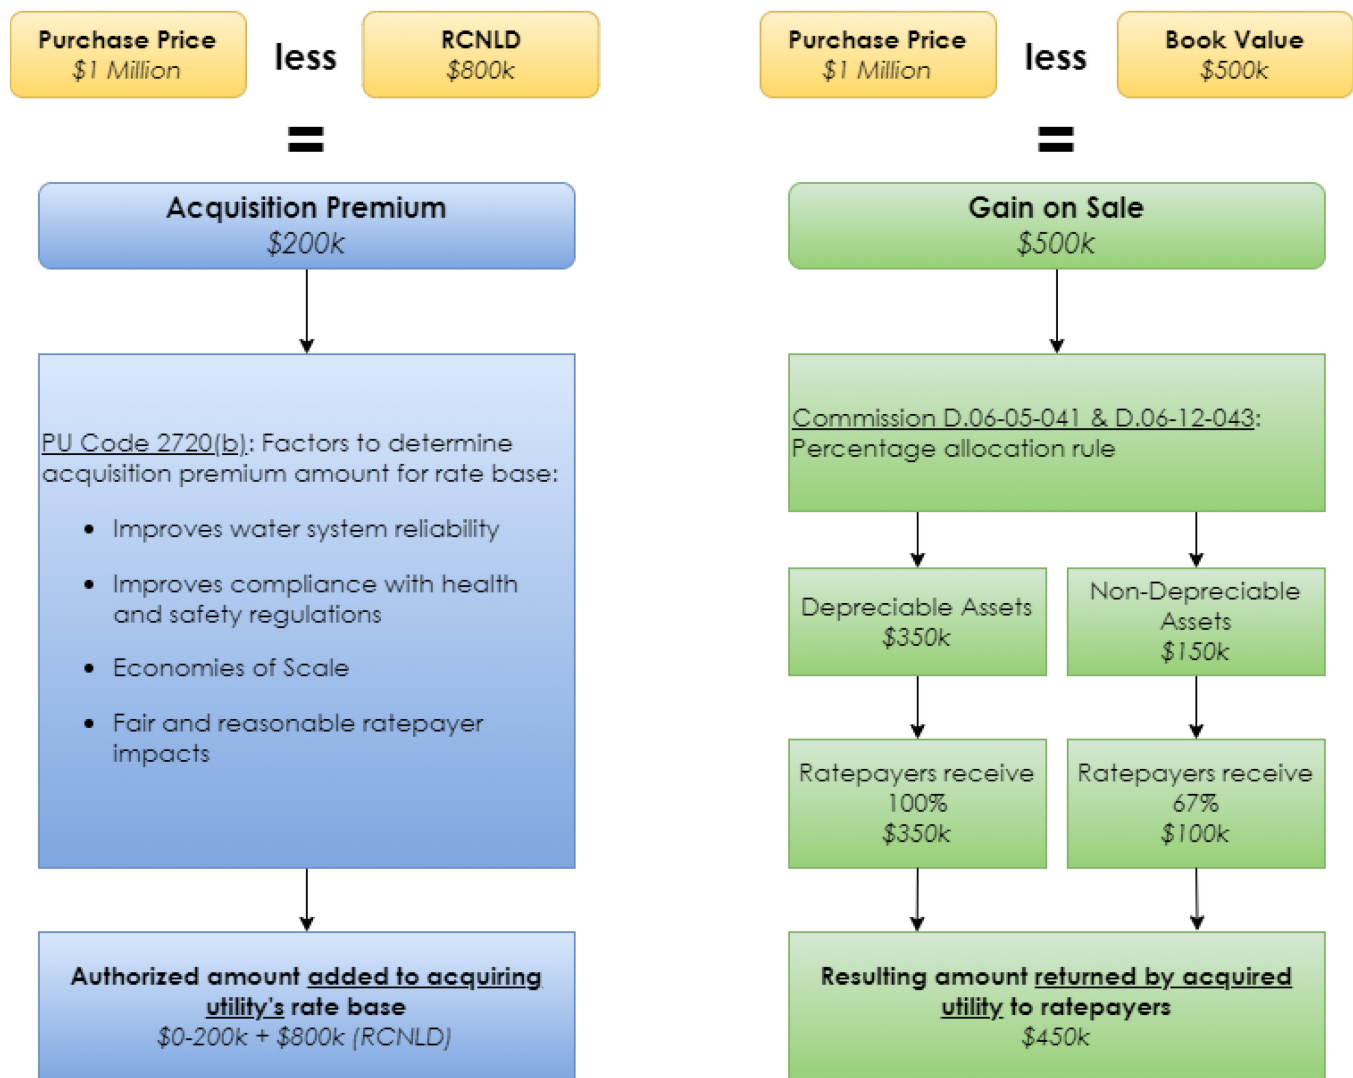 Purchase Price
$1 Million
less
RCNLD
$800k
=
Acquisition Premium
$200k
PU Code 2720(b): Factors to determine
acquisition premium amount for rate base:
• Improves water system reliability
• Improves compliance with health
and safety regulations
• Economies of Scale
• Fair and reasonable ratepayer
impacts
Authorized amount added to acquiring
utility's rate base
$0-200k + $800k (RCNLD)
Purchase Price
$1 Million
less
Book Value
$500k
=
Gain on Sale
$500k
Commission D.06-05-041 & D.06-12-043:
Percentage allocation rule
Depreciable Assets
$350k
Non-Depreciable
Assets
$150k
Ratepayers receive
100%
$350k
Ratepayers receive
67%
$100k
Resulting amount returned by acquired
utility to ratepayers
$450k